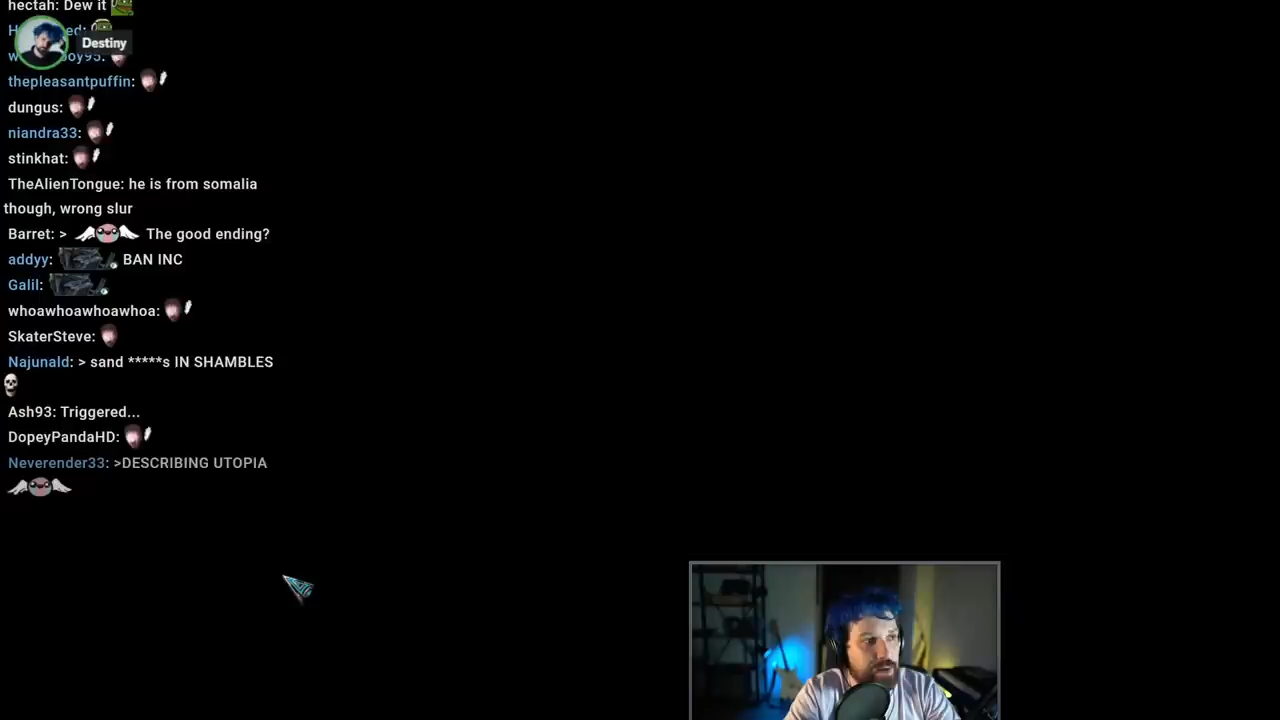 hectah: Dew it
Destiny
thepleasantpuffin:
dungus:
niandra33:
stinkhat:
TheAlienTongue: he is from somalia
though, wrong slur
Barret: > The good ending?
addyy: BAN INC
Galil:
whoawhoawhoawhoa:
SkaterSteve:
Najunald: > sand *****s IN SHAMBLES
Ash93: Triggered...
DopeyPandaHD:
Neverender33: >DESCRIBING UTOPIA